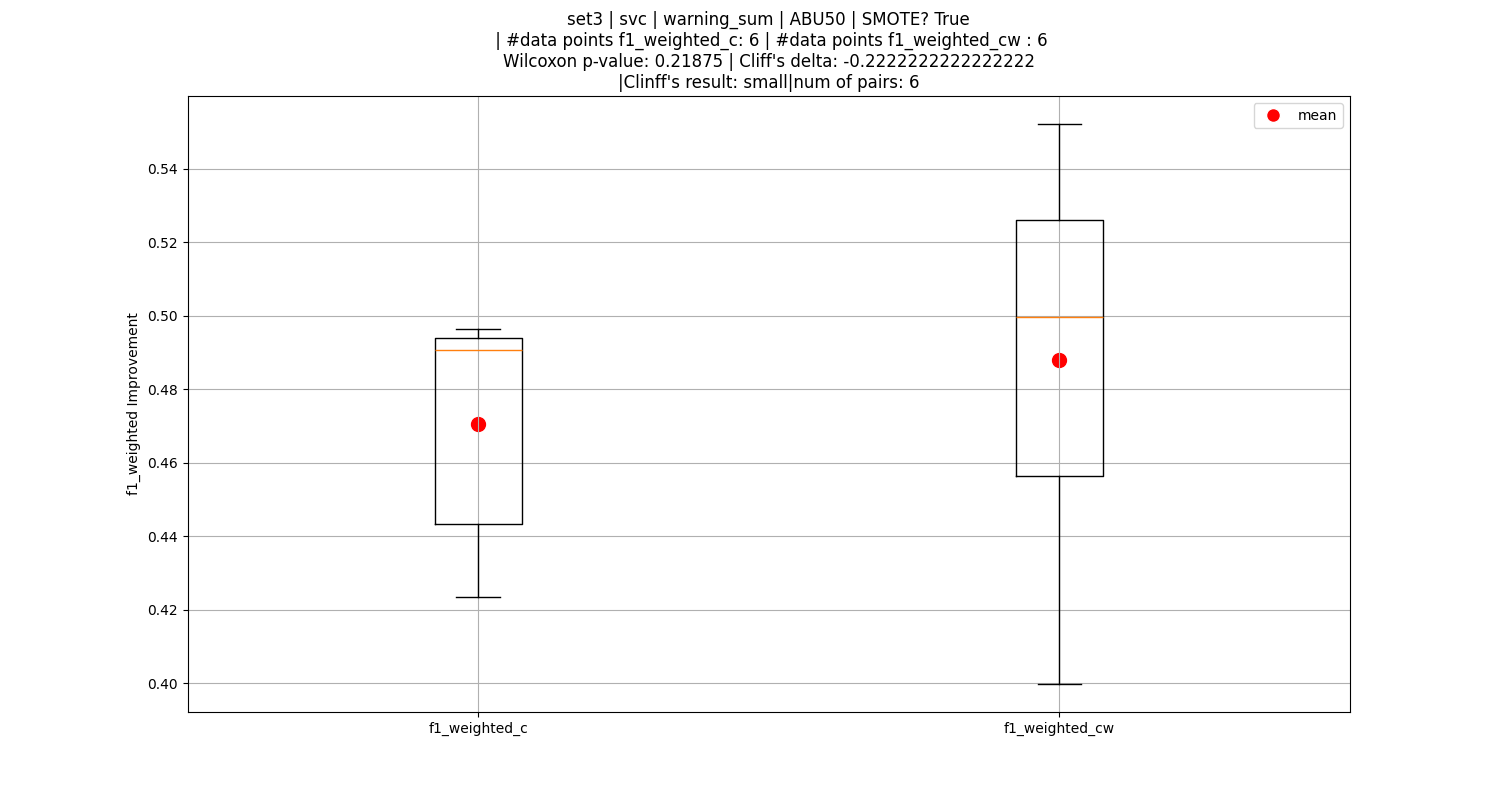 set3 | svc | warning_sum | ABU50 | SMOTE? True
| #data points f1_weighted_c: 6 | #data points f1_weighted_cw : 6
Wilcoxon p-value: 0.21875 | Cliff's delta: -0.2222222222222222
|Clinff's result: small|num of pairs: 6
mean
0.54
0.52
0.50
0.48
0.46
0.44
0.42
0.40
f1_weighted Improvement
f1_weighted_c
f1_weighted_cw